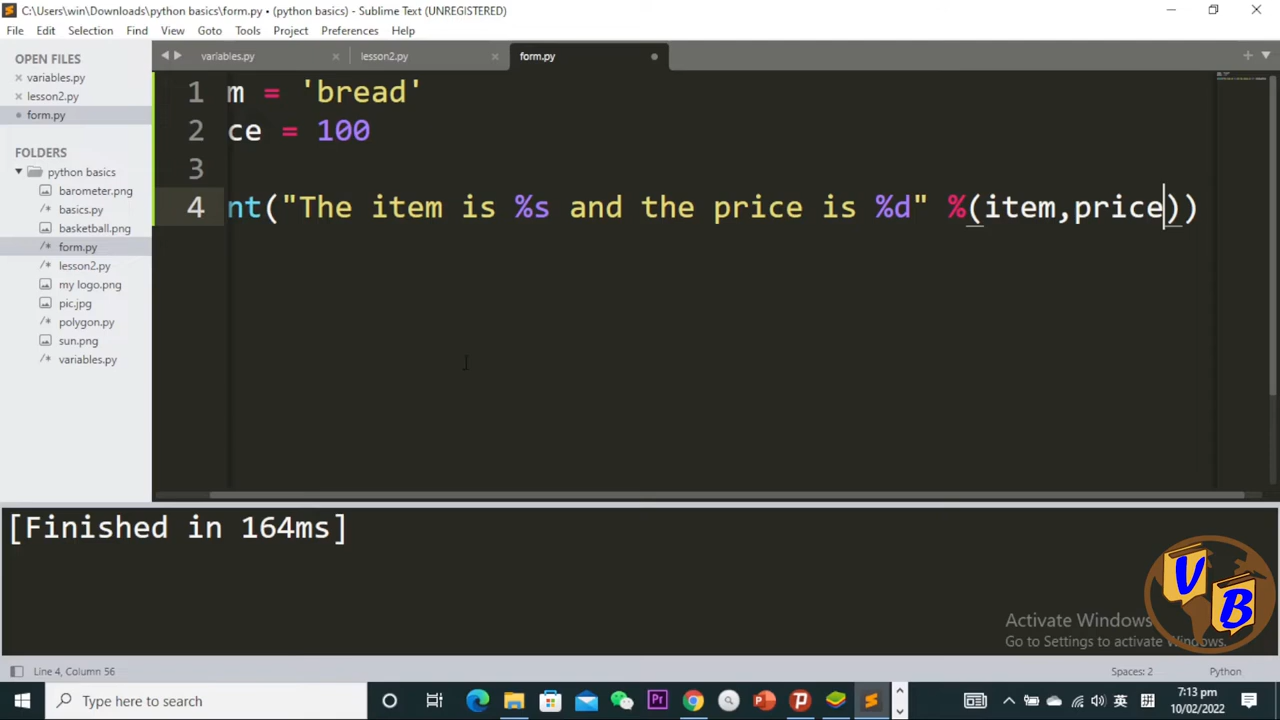 C:\Users\win\Downloads\python basics\form.py • (python basics) - Sublime Text (UNREGISTERED)
File Edit Selection Find View Goto Tools Project Preferences Help
OPEN FILES
variables.py
lesson2.py
form.py
FOLDERS
python basics
barometer.png
basics.py
basketball.png
form.py
lesson2.py
my logo.png
pic.jpg
polygon.py
sun.png
variables.py
variables.py lesson2.py form.py
1 m = 'bread'
2 ce = 100
3
4 nt("The item is %s and the price is %d" %(item,price))
[Finished in 164ms]
V B
Activate Windows
Go to Settings to activate Windows.
Line 4, Column 56 Spaces: 2 Python
Type here to search
英 拼 7:13 pm
10/02/2022